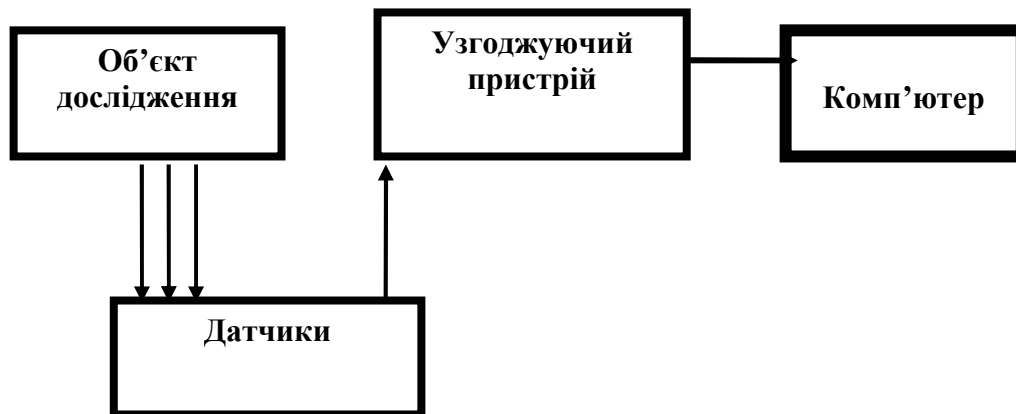 Об’єкт
дослідження
Узгоджуючий
пристрій
Комп’ютер
Датчики